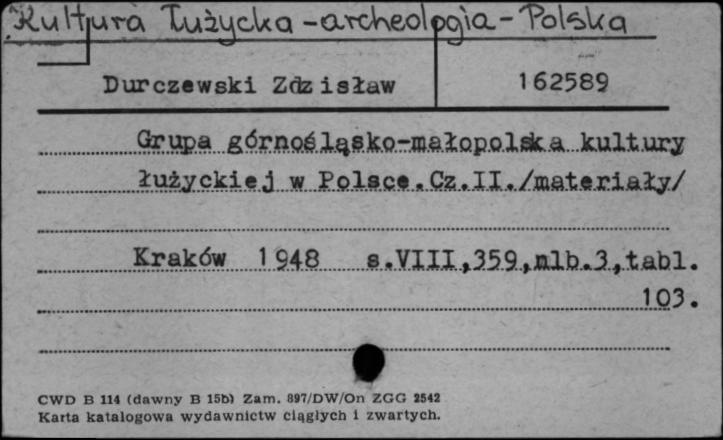 Kultura Łużycka - archeologia - Polska
Durczewski Zdzisław 162589
Grupa górnośląsko-małopolska kultury
łużyckiej w Polsce.Cz.II./materiały/
Kraków 1948 s.VIII,359,nlb.3,tabl.
103.
CWD B 114 (dawny B 15b) Zam. 897/DW/On ZGG 2542
Karta katalogowa wydawnictw ciągłych i zwartych.